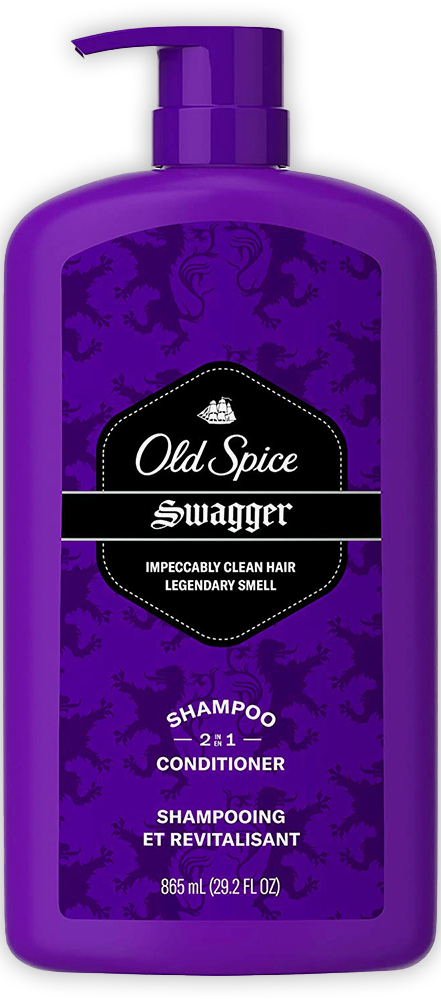 Old Spice
Swagger
IMPECCABLY CLEAN HAIR
LEGENDARY SMELL
SHAMPOO
2 IN EN 1
CONDITIONER
SHAMPOOING
ET REVITALISANT
865 mL (29.2 FL OZ)